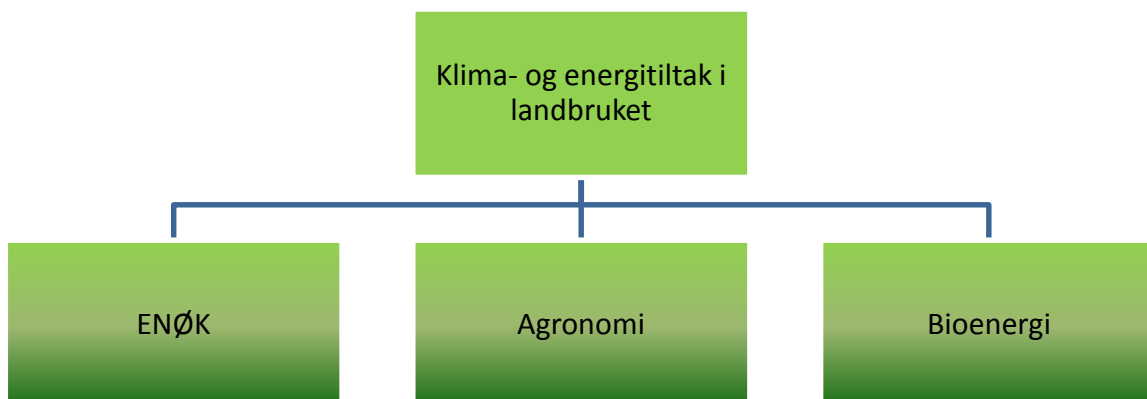 Klima- og energitiltak i
landbruket
ENØK
Agronomi
Bioenergi